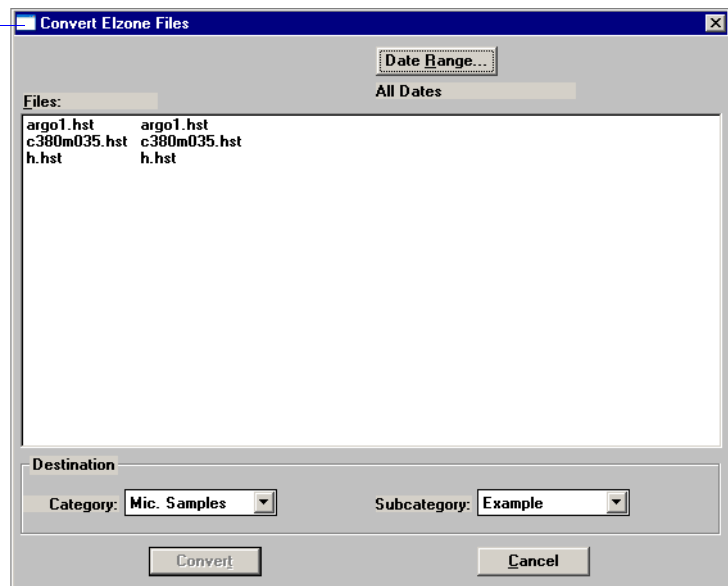 Convert Elzone Files
Date Range...
All Dates
Files:
argo1.hst argo1.hst
c380m035.hst c380m035.hst
h.hst h.hst
Destination
Category: Mic. Samples Subcategory: Example
Convert Cancel